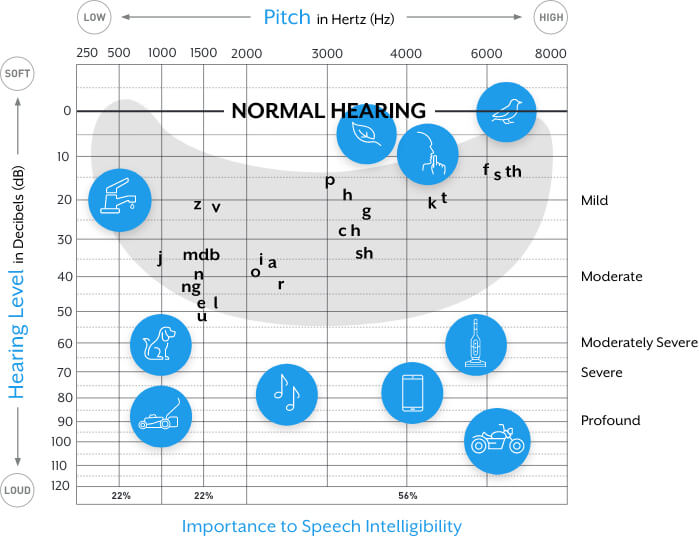 LOW Pitch in Hertz (Hz) HIGH
250 500 1000 1500 2000 3000 4000 6000 8000
SOFT
Hearing Level in Decibels (dB)
LOUD
0 NORMAL HEARING
10
f s th
p
h
20 Mild
z v
k t
g
30
c h
j mdb
i a
sh
o
40 Moderate
n
ng
r
e l
50
u
60 Moderately Severe
70 Severe
80
90 Profound
100
110
120
22% 22% 56%
Importance to Speech Intelligibility